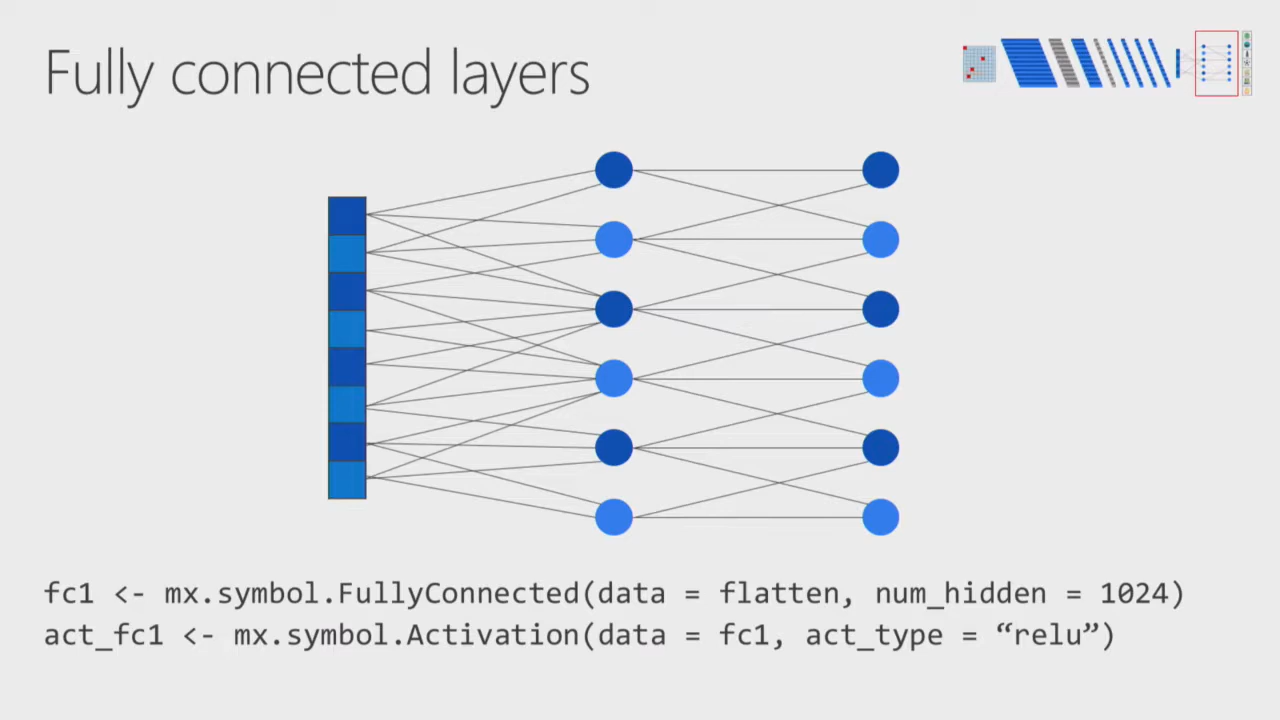 Fully connected layers
fc1 <- mx.symbol.FullyConnected(data = flatten, num_hidden = 1024)
act_fc1 <- mx.symbol.Activation(data = fc1, act_type = “relu”)